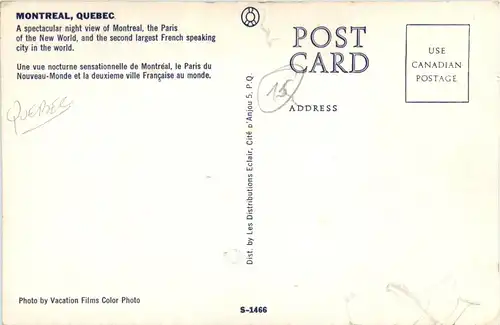 MONTREAL, QUEBEC
A spectacular night view of Montreal, the Paris
of the New World, and the second largest French speaking
city in the world.
Une vue nocturne sensationnelle de Montréal, le Paris du
Nouveau-Monde et la deuxieme ville Française au monde.
QUEBEC
Photo by Vacation Films Color Photo
Dist. by Les Distributions Eclair, Cité d'Anjou 5, P.Q.
S-1466
POST
CARD
15
ADDRESS
USE
CANADIAN
POSTAGE